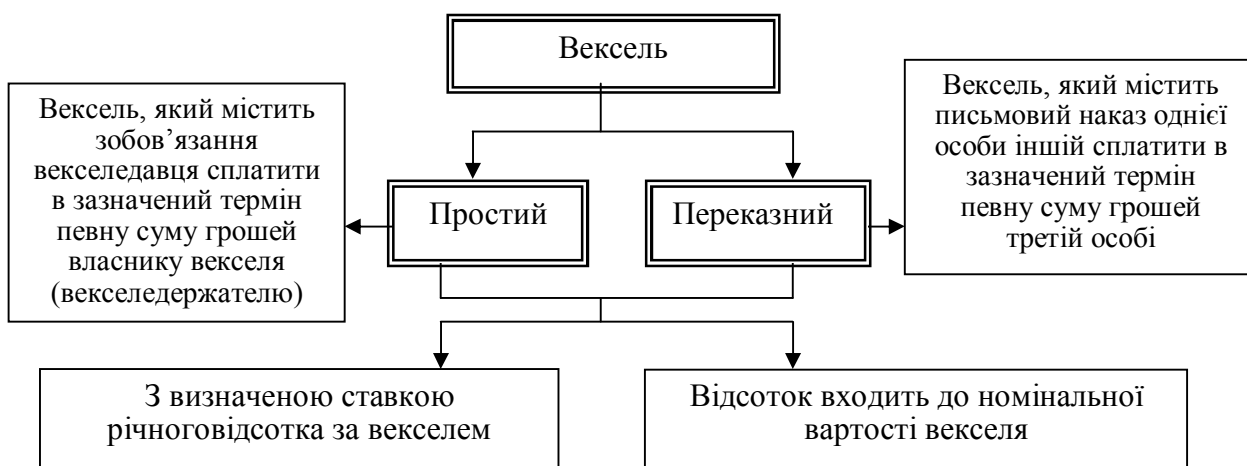 Вексель
Вексель, який містить
зобов’язання
векселедавця сплатити
в зазначений термін
певну суму грошей
власнику векселя
(векселедержателю)
Простий
Переказний
Вексель, який містить
письмовий наказ однієї
особи іншій сплатити в
зазначений термін
певну суму грошей
третій особі
З визначеною ставкою
річноговідсотка за векселем
Відсоток входить до номінальної
вартості векселя